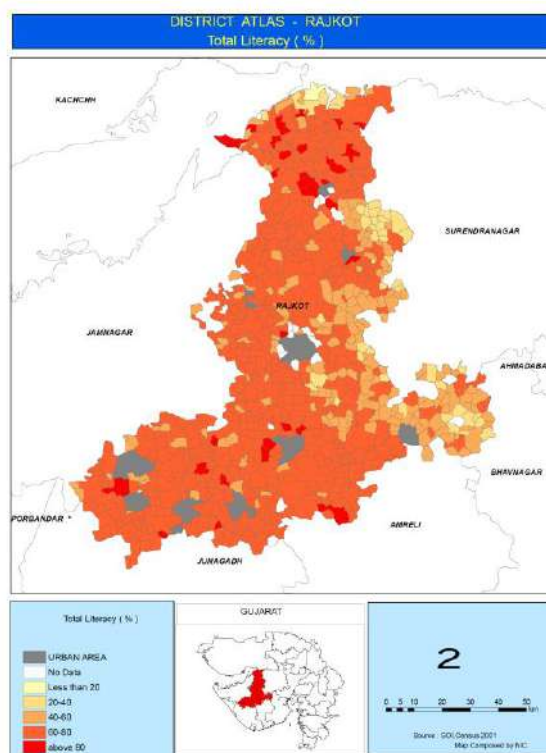 DISTRICT ATLAS - RAJKOT
Total Literacy ( % )
KACHCHH
SURENDRANAGAR
RAJKOT
JAMNAGAR
AHMADABA
BHAVNAGAR
PORBANDAR *
AMRELI
JUNAGADH
Total Literacy ( % )
URBAN AREA
No Data
Less than 20
20-40
40-60
60-80
above 80
GUJARAT
2
0 5 10 20 30 40 50
km
Source : GOI,Census2001
Map Composed by NIC